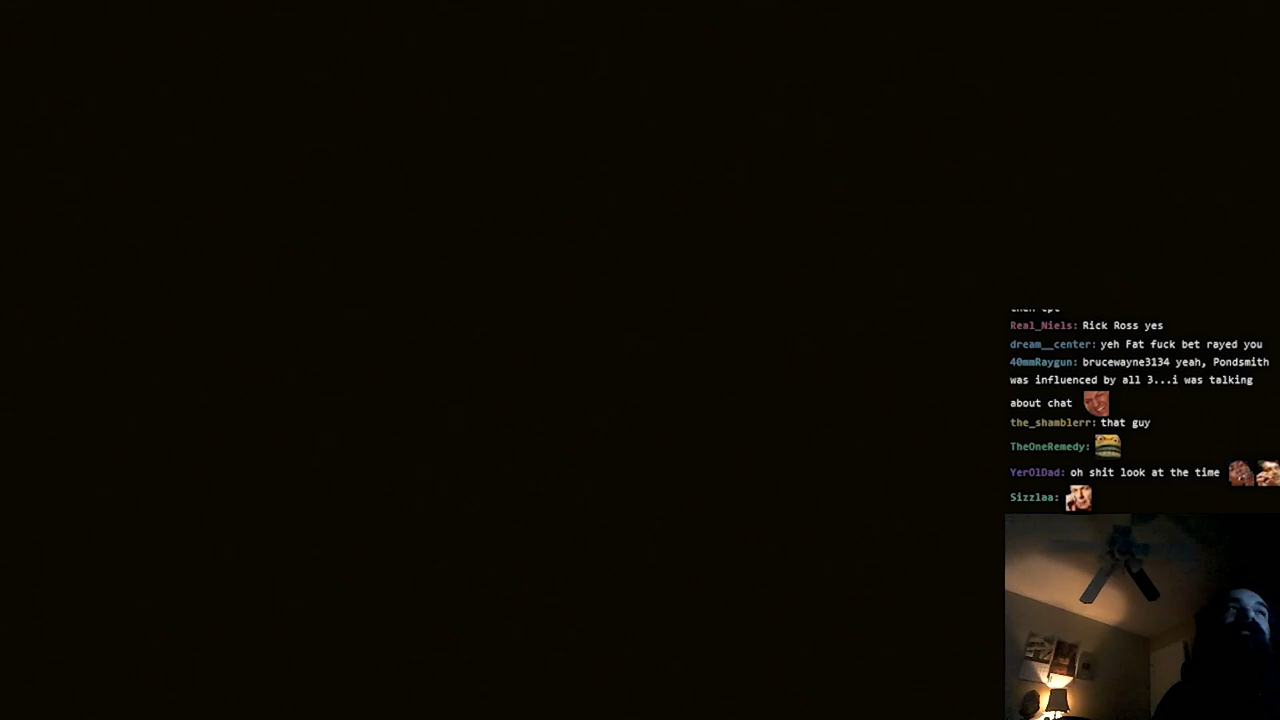 Real_Niels: Rick Ross yes
dream__center: yeh Fat fuck bet rayed you
40mmRaygun: brucewayne3134 yeah, Pondsmith
was influenced by all 3...i was talking
about chat
the_shamblerr: that guy
TheOneRemedy:
YerOlDad: oh shit look at the time
Sizzlaa: